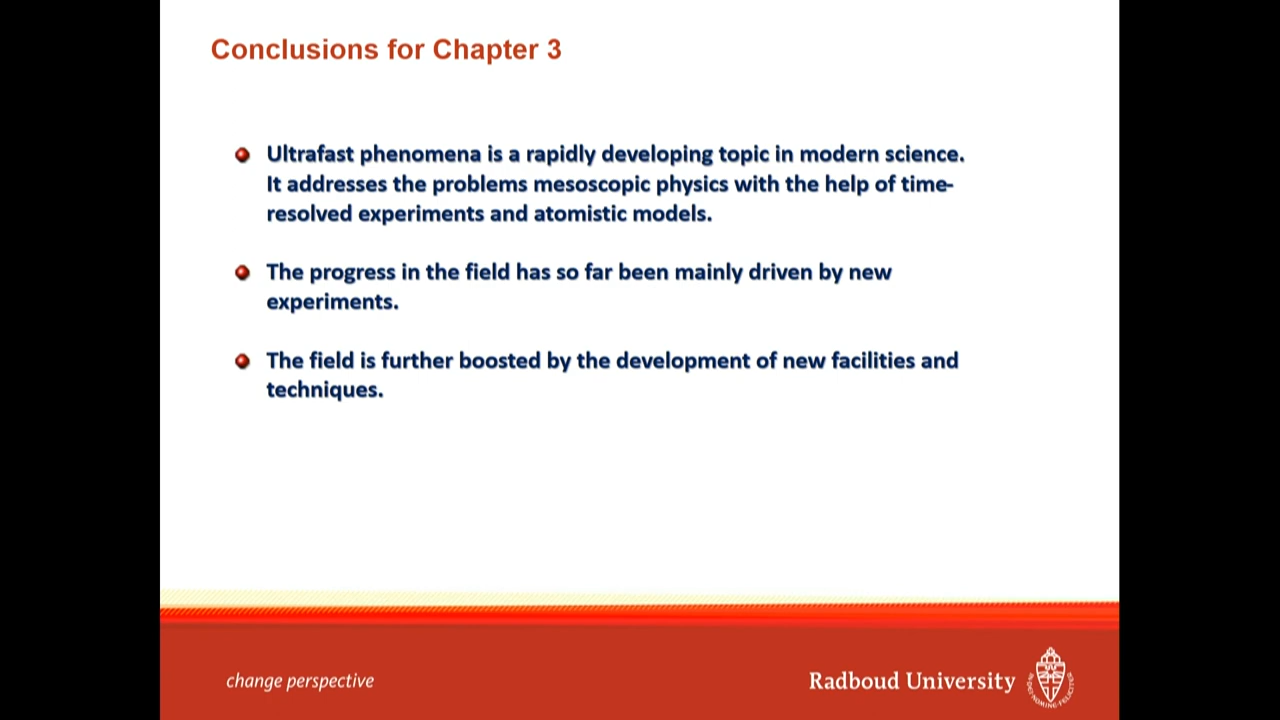 Conclusions for Chapter 3
Ultrafast phenomena is a rapidly developing topic in modern science.
It addresses the problems mesoscopic physics with the help of time-
resolved experiments and atomistic models.
The progress in the field has so far been mainly driven by new
experiments.
The field is further boosted by the development of new facilities and
techniques.
change perspective
Radboud University